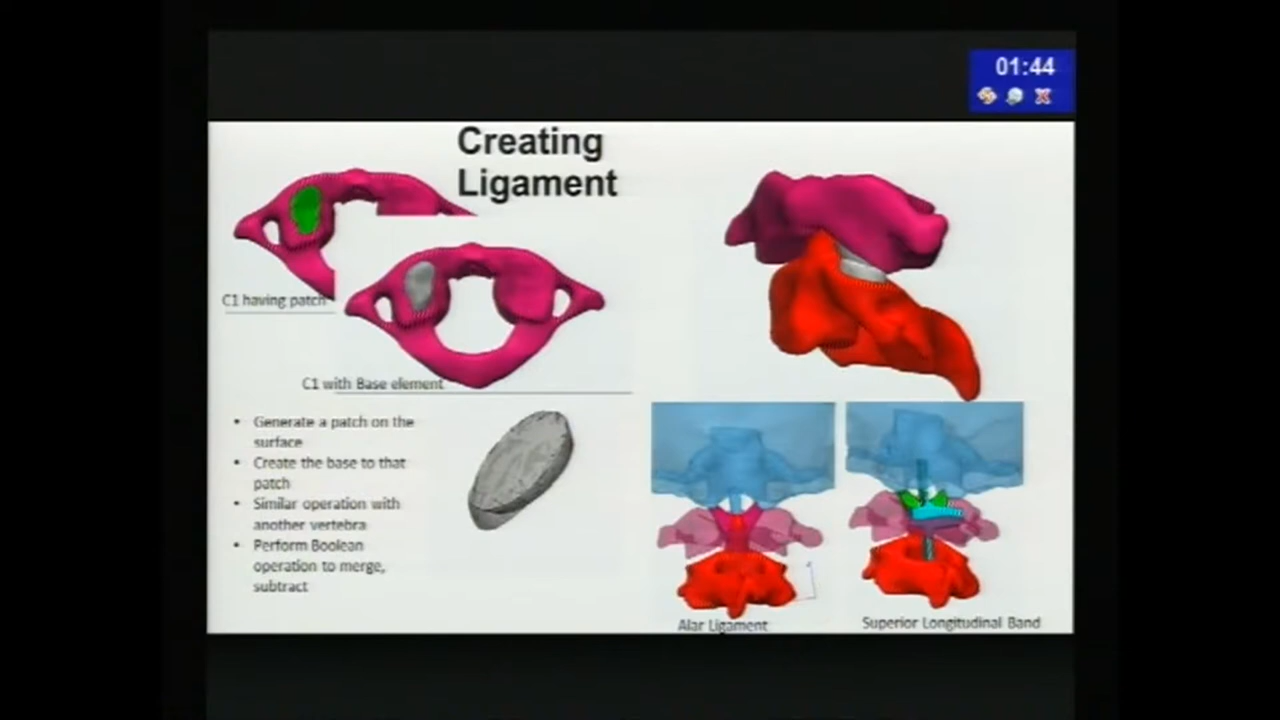 01:44
Creating
Ligament
C1 having patch
C1 with Base element
• Generate a patch on the
surface
• Create the base to that
patch
• Similar operation with
another vertebra
• Perform Boolean
operation to merge,
subtract
Alar Ligament
Superior Longitudinal Band